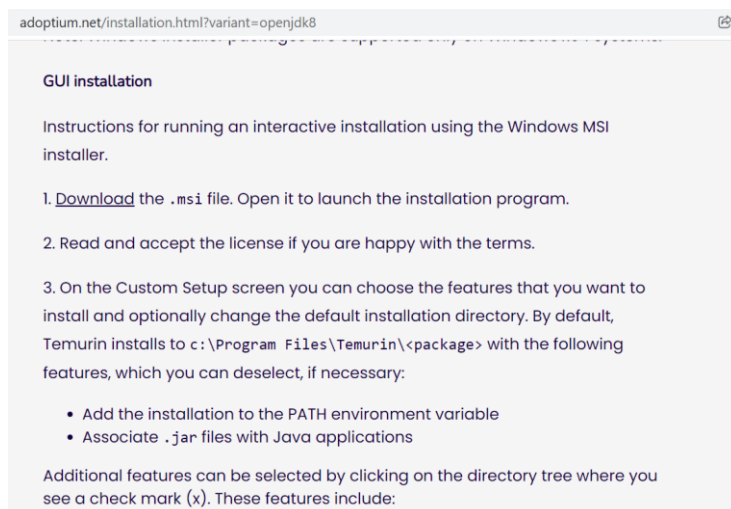 adoptium.net/installation.html?variant=openjdk8
GUI installation
Instructions for running an interactive installation using the Windows MSI
installer.
1. Download the .msi file. Open it to launch the installation program.
2. Read and accept the license if you are happy with the terms.
3. On the Custom Setup screen you can choose the features that you want to
install and optionally change the default installation directory. By default,
Temurin installs to c:\Program Files\Temurin\<package> with the following
features, which you can deselect, if necessary:
• Add the installation to the PATH environment variable
• Associate .jar files with Java applications
Additional features can be selected by clicking on the directory tree where you
see a check mark (x). These features include: